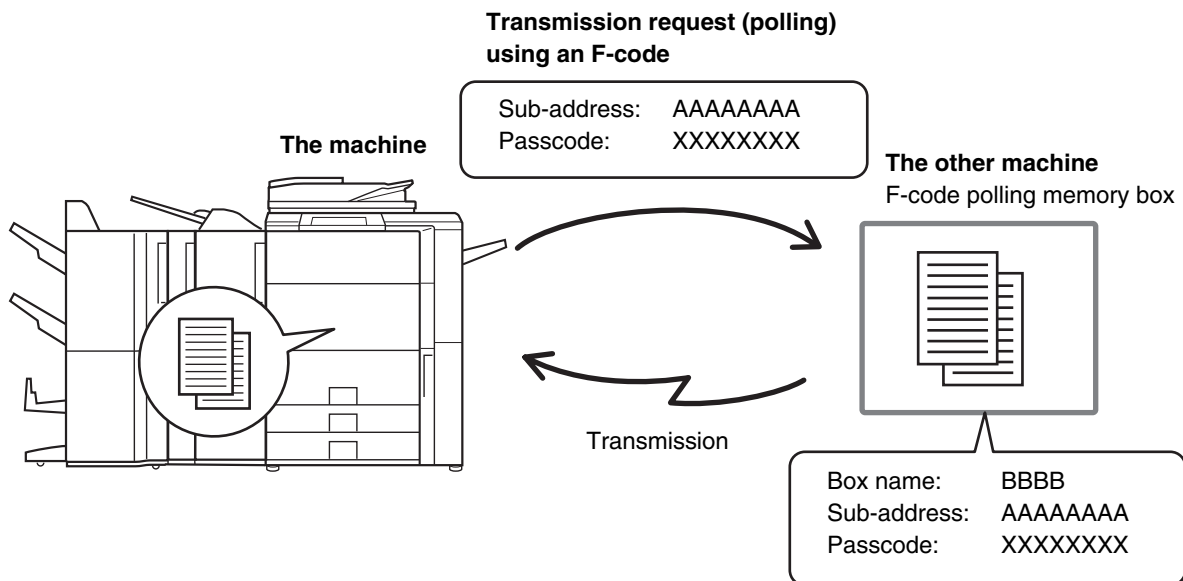 Transmission request (polling)
using an F-code
Sub-address: AAAAAAAA
Passcode: XXXXXXXX
The machine
The other machine
F-code polling memory box
Transmission
Box name: BBBB
Sub-address: AAAAAAAA
Passcode: XXXXXXXX